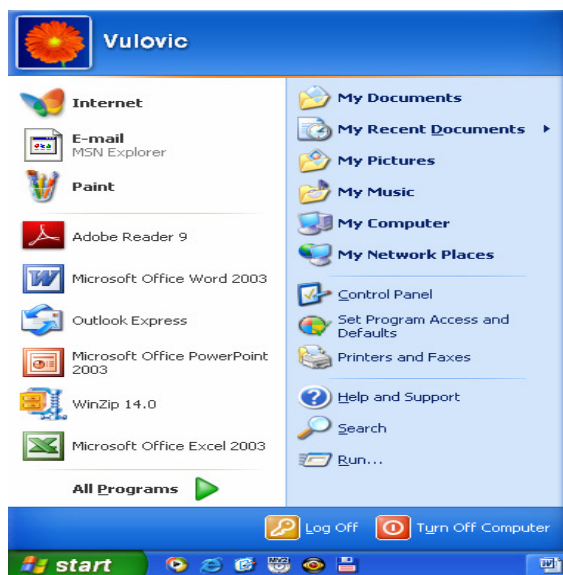 Vulovic
Internet
E-mail
MSN Explorer
Paint
Adobe Reader 9
Microsoft Office Word 2003
Outlook Express
Microsoft Office PowerPoint
2003
WinZip 14.0
Microsoft Office Excel 2003
All Programs
My Documents
My Recent Documents
My Pictures
My Music
My Computer
My Network Places
Control Panel
Set Program Access and
Defaults
Printers and Faxes
Help and Support
Search
Run...
Log Off
Turn Off Computer
start